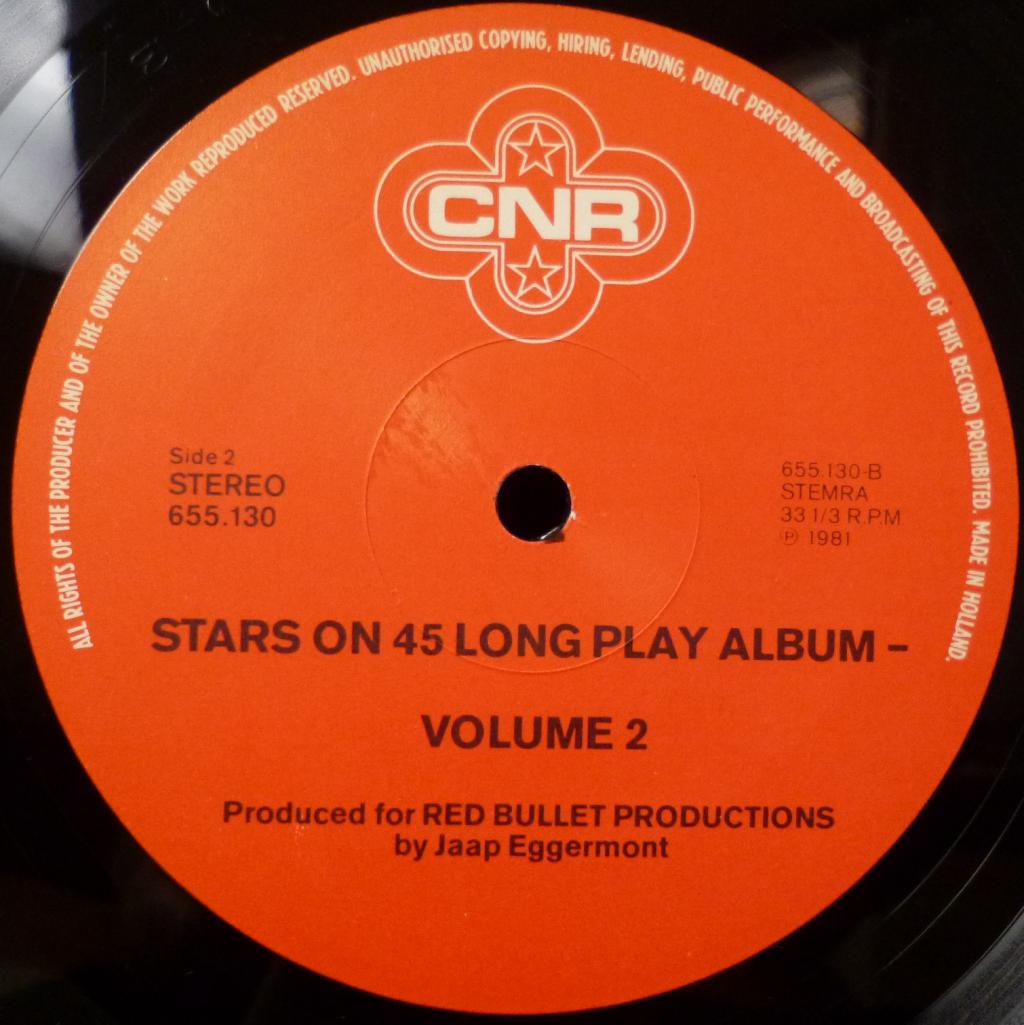 ALL RIGHTS OF THE PRODUCER AND OF THE OWNER OF THE WORK REPRODUCED RESERVED. UNAUTHORISED COPYING, HIRING, LENDING, PUBLIC PERFORMANCE AND BROADCASTING OF THIS RECORD PROHIBITED. MADE IN HOLLAND.
CNR
Side 2
STEREO
655.130
655.130-B
STEMRA
33 1/3 R.P.M
℗ 1981
STARS ON 45 LONG PLAY ALBUM –
VOLUME 2
Produced for RED BULLET PRODUCTIONS
by Jaap Eggermont